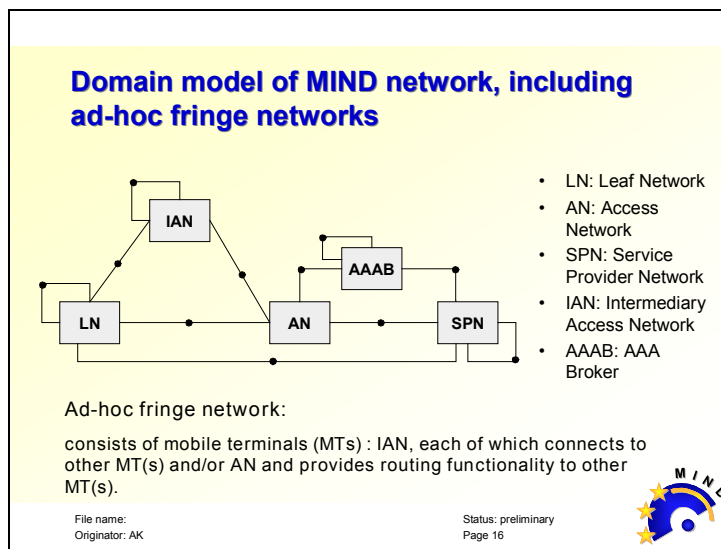 Domain model of MIND network, including
ad-hoc fringe networks
IAN
AAAB
LN
AN
SPN
• LN: Leaf Network
• AN: Access
Network
• SPN: Service
Provider Network
• IAN: Intermediary
Access Network
• AAAB: AAA
Broker
Ad-hoc fringe network:
consists of mobile terminals (MTs) : IAN, each of which connects to
other MT(s) and/or AN and provides routing functionality to other
MT(s).
File name:
Originator: AK
Status: preliminary
Page 16
MIND